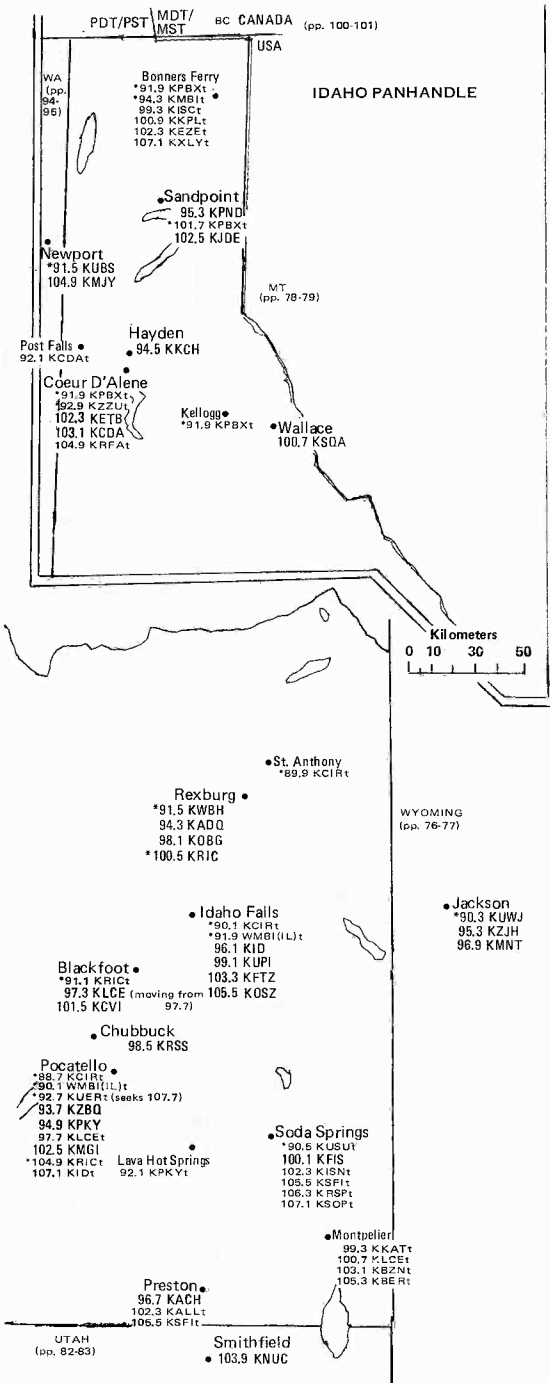 PDT/PST
MDT/
MST
BC CANADA (pp. 100-101)
USA
WA
(pp.
94-
95)
IDAHO PANHANDLE
Bonners Ferry
*91.9 KPBXt
*94.3 KMBIt
99.3 KISCt
100.9 KKPLt
102.3 KEZEt
107.1 KXLYt
Sandpoint
95.3 KPND
*101.7 KPBXt
102.5 KJDE
Newport
*91.5 KUBS
104.9 KMJY
MT
(pp. 78-79)
Post Falls
92.1 KCDAt
Hayden
94.5 KKCH
Coeur D'Alene
*91.9 KPBXt
*92.9 KZZUt
102.3 KETB
103.1 KCDA
104.9 KRFAt
Kellogg
*91.9 KPBXt
Wallace
100.7 KSQA
Kilometers
0 10 30 50
St. Anthony
*89.9 KCIRt
Rexburg
*91.5 KWBH
94.3 KADQ
98.1 KOBG
*100.5 KRIC
WYOMING
(pp. 76-77)
Jackson
*90.3 KUWJ
95.3 KZJH
96.9 KMNT
Idaho Falls
*90.1 KCIRt
*91.9 WMBI(IL)t
96.1 KID
99.1 KUPI
103.3 KFTZ
105.5 KOSZ
Blackfoot
*91.1 KRICt
97.3 KLCE (moving from
97.7)
101.5 KCVI
Chubbuck
98.5 KRSS
Pocatello
*88.7 KCIRt
*90.1 WMBI(IL)t
*92.7 KUERt (seeks 107.7)
93.7 KZBQ
94.9 KPKY
97.7 KLCEt
102.5 KMGI
*104.9 KRICt
107.1 KIDt
Lava Hot Springs
92.1 KPKYt
Soda Springs
*90.5 KUSUt
100.1 KFIS
102.3 KISNt
105.5 KSFIt
106.3 KRSPt
107.1 KSOPt
Montpelier
99.3 KKATt
100.7 KLCEt
103.1 KBZNt
105.3 KBERt
Preston
96.7 KACH
102.3 KALLt
105.5 KSFIt
UTAH
(pp. 82-83)
Smithfield
103.9 KNUC